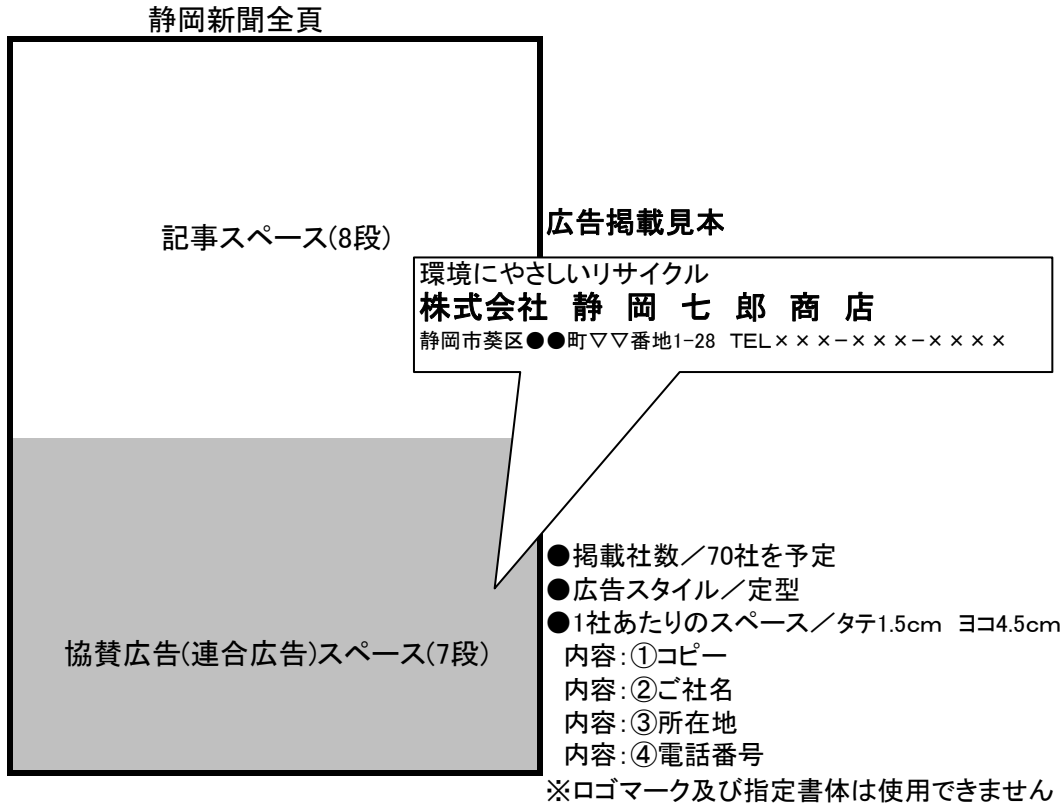 静岡新聞全頁
記事スペース(8段)
広告掲載見本
環境にやさしいリサイクル
株式会社 静 岡 七 郎 商 店
静岡市葵区●●町▽▽番地1-28 TEL×××-×××-××××
協賛広告(連合広告)スペース(7段)
●掲載社数/70社を予定
●広告スタイル/定型
●1社あたりのスペース/タテ1.5cm ヨコ4.5cm
内容:①コピー
内容:②ご社名
内容:③所在地
内容:④電話番号
※ロゴマーク及び指定書体は使用できません